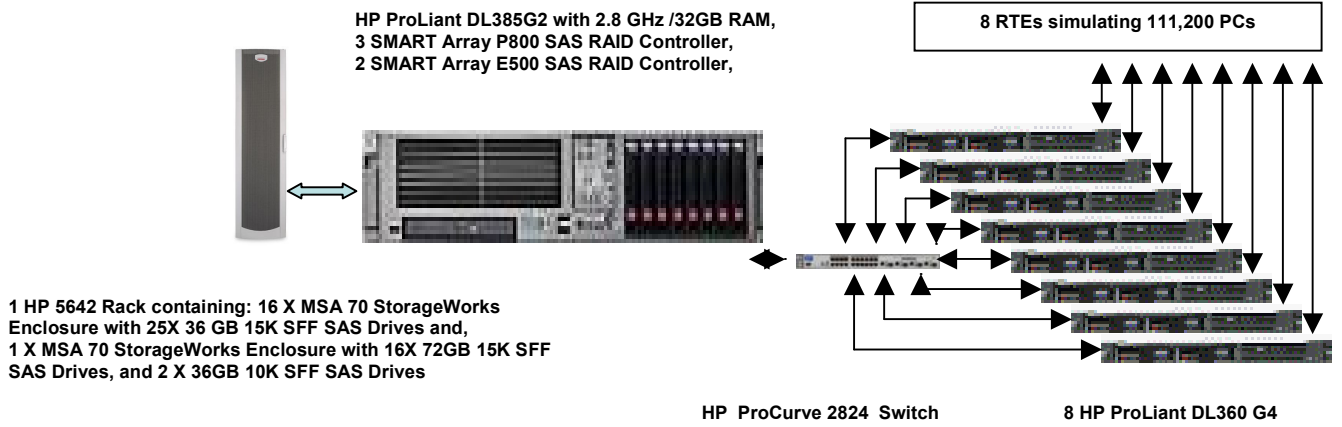 HP ProLiant DL385G2 with 2.8 GHz /32GB RAM,
3 SMART Array P800 SAS RAID Controller,
2 SMART Array E500 SAS RAID Controller,
8 RTEs simulating 111,200 PCs
1 HP 5642 Rack containing: 16 X MSA 70 StorageWorks
Enclosure with 25X 36 GB 15K SFF SAS Drives and,
1 X MSA 70 StorageWorks Enclosure with 16X 72GB 15K SFF
SAS Drives, and 2 X 36GB 10K SFF SAS Drives
HP ProCurve 2824 Switch
8 HP ProLiant DL360 G4